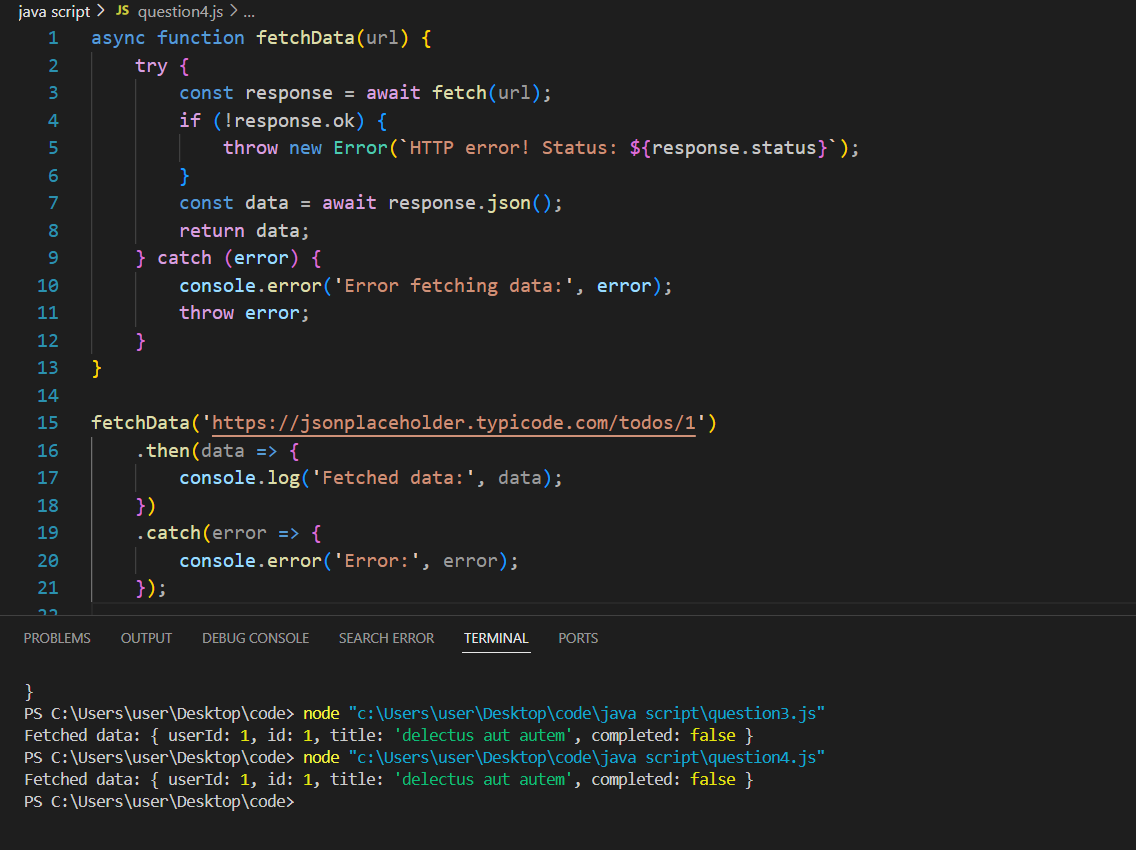 java script > JS question4.js > ...
1 async function fetchData(url) {
2     try {
3         const response = await fetch(url);
4         if (!response.ok) {
5             throw new Error(`HTTP error! Status: ${response.status}`);
6         }
7         const data = await response.json();
8         return data;
9     } catch (error) {
10         console.error('Error fetching data:', error);
11         throw error;
12     }
13 }
14
15 fetchData('https://jsonplaceholder.typicode.com/todos/1')
16     .then(data => {
17         console.log('Fetched data:', data);
18     })
19     .catch(error => {
20         console.error('Error:', error);
21     });
22
PROBLEMS OUTPUT DEBUG CONSOLE SEARCH ERROR TERMINAL PORTS
}
PS C:\Users\user\Desktop\code> node "c:\Users\user\Desktop\code\java script\question3.js"
Fetched data: { userId: 1, id: 1, title: 'delectus aut autem', completed: false }
PS C:\Users\user\Desktop\code> node "c:\Users\user\Desktop\code\java script\question4.js"
Fetched data: { userId: 1, id: 1, title: 'delectus aut autem', completed: false }
PS C:\Users\user\Desktop\code>